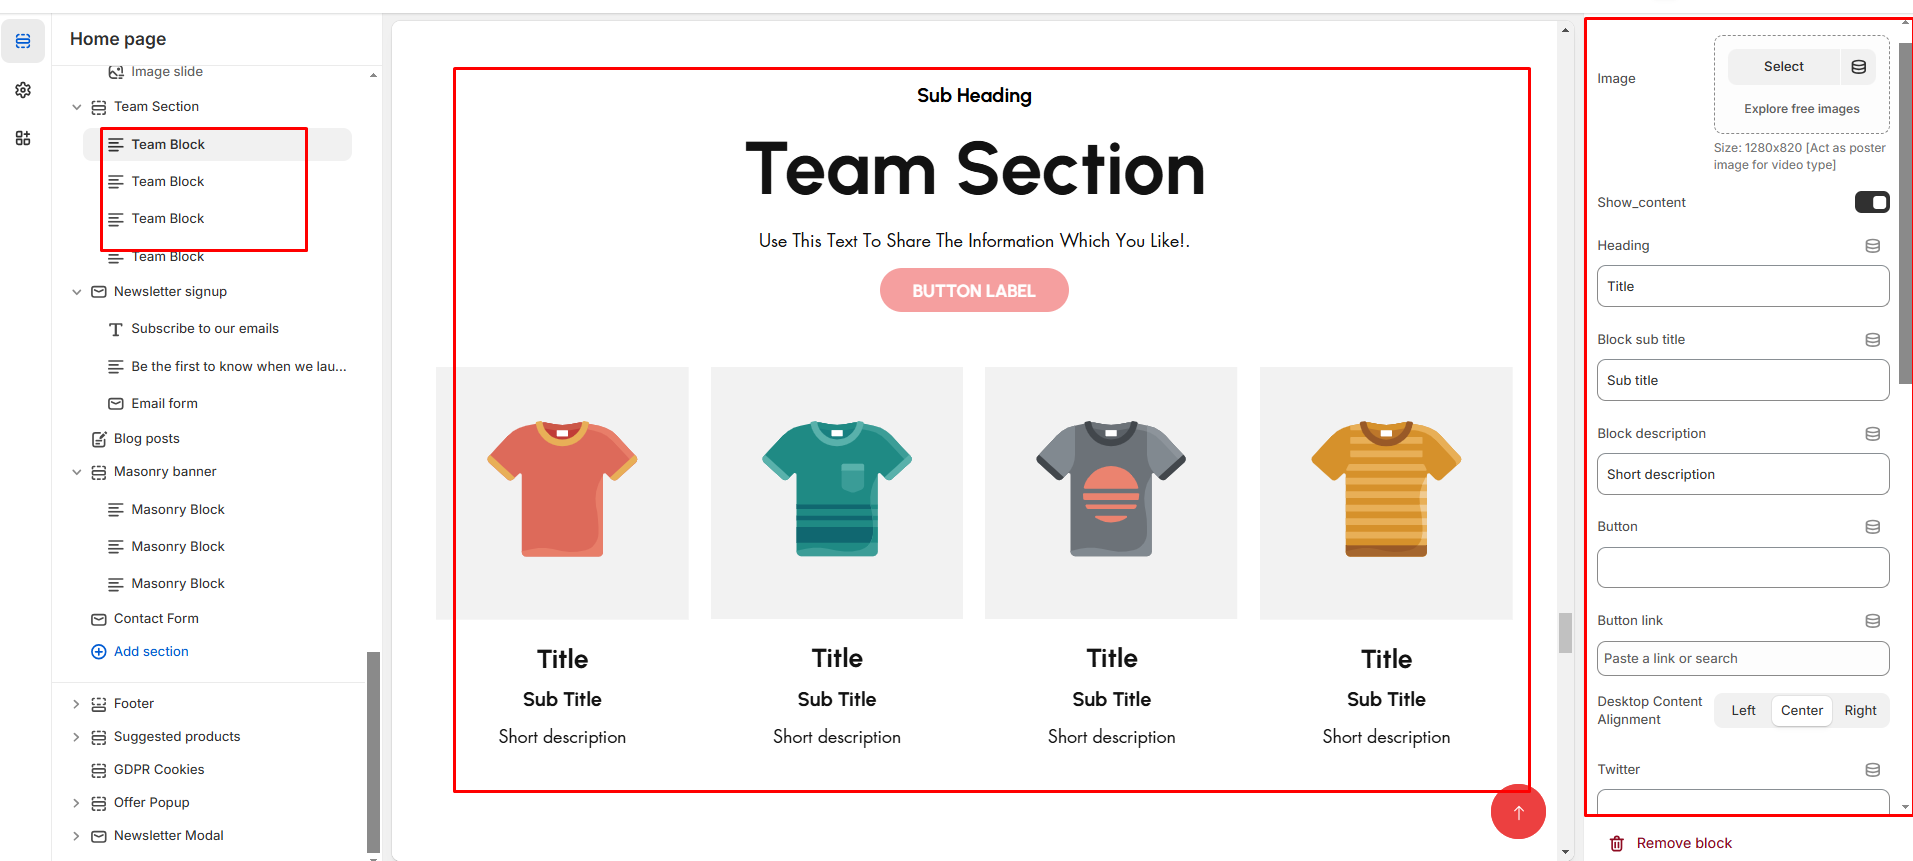 Home page
Image slide
Team Section
Team Block
Team Block
Team Block
Team Block
Newsletter signup
Subscribe to our emails
Be the first to know when we lau...
Email form
Blog posts
Masonry banner
Masonry Block
Masonry Block
Masonry Block
Contact Form
Add section
Footer
Suggested products
GDPR Cookies
Offer Popup
Newsletter Modal
Sub Heading
Team Section
Use This Text To Share The Information Which You Like!.
BUTTON LABEL
Title
Sub Title
Short description
Title
Sub Title
Short description
Title
Sub Title
Short description
Title
Sub Title
Short description
Image
Select
Explore free images
Size: 1280x820 [Act as poster
image for video type]
Show_content
Heading
Title
Block sub title
Sub title
Block description
Short description
Button
Button link
Paste a link or search
Desktop Content
Alignment
Left Center Right
Twitter
Remove block